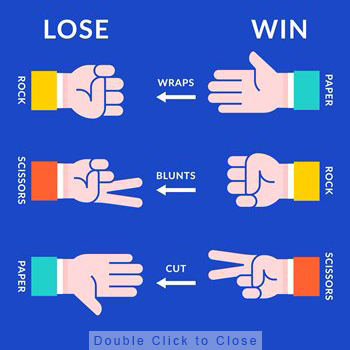 LOSE WIN
ROCK WRAPS PAPER
SCISSORS BLUNTS ROCK
PAPER CUT SCISSORS
Double Click to Close